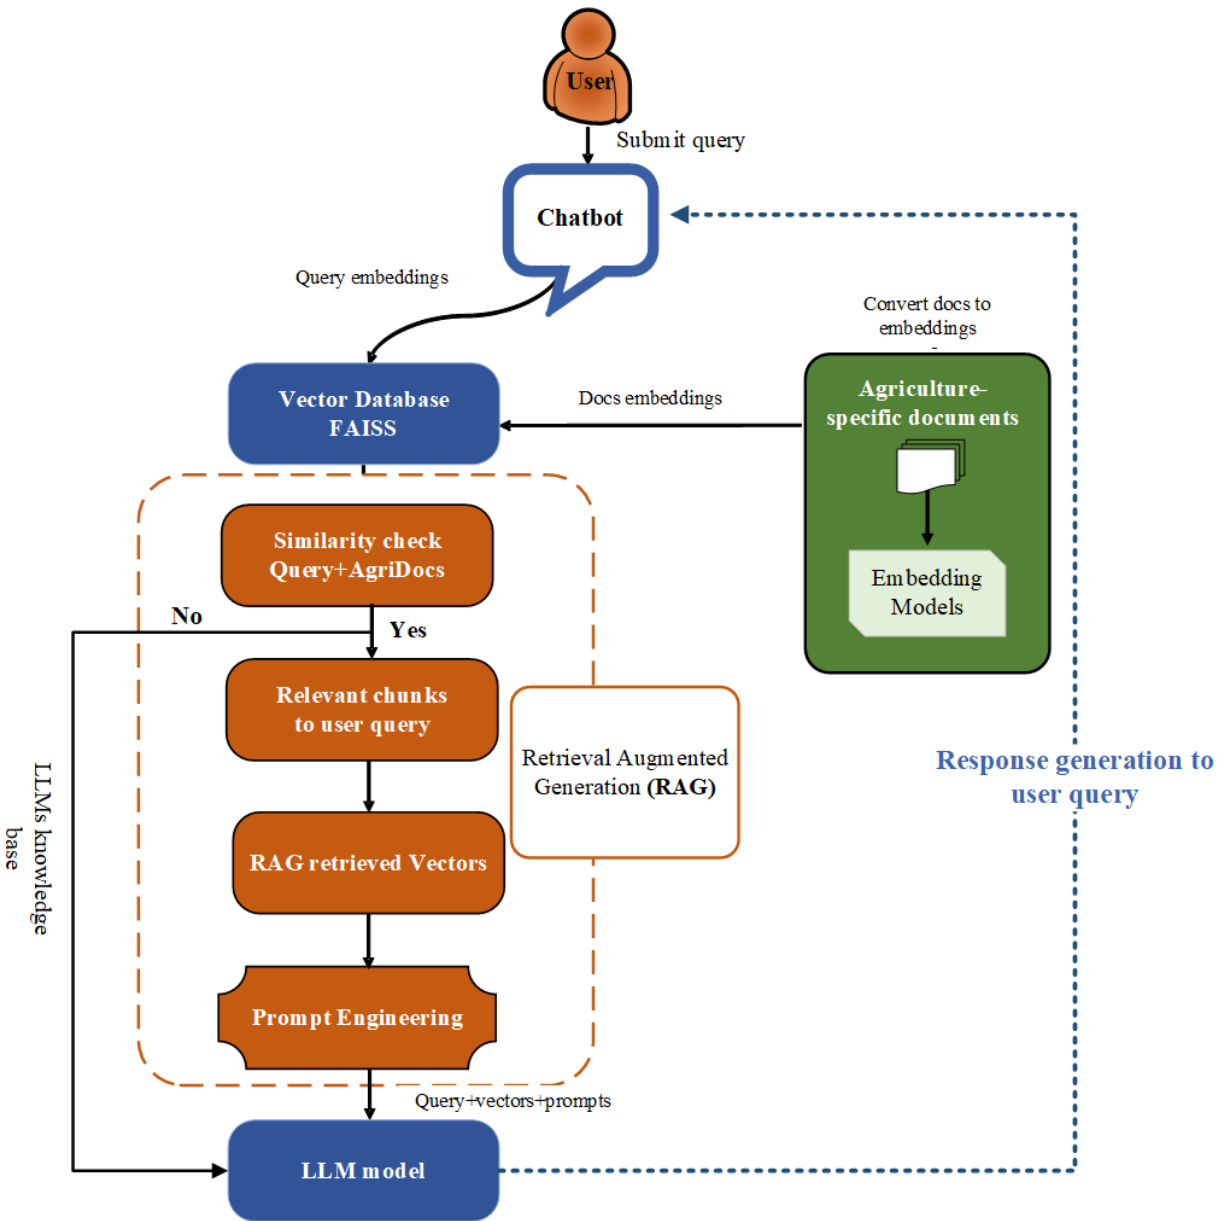 User
Submit query
Chatbot
Query embeddings
Convert docs to
embeddings
-
Vector Database
FAISS
Docs embeddings
Agriculture-
specific documents
Embedding
Models
Similarity check
Query+AgriDocs
No
Yes
Relevant chunks
to user query
Retrieval Augmented
Generation (RAG)
RAG retrieved Vectors
LLMs knowledge
base
Response generation to
user query
Prompt Engineering
Query+vectors+prompts
LLM model